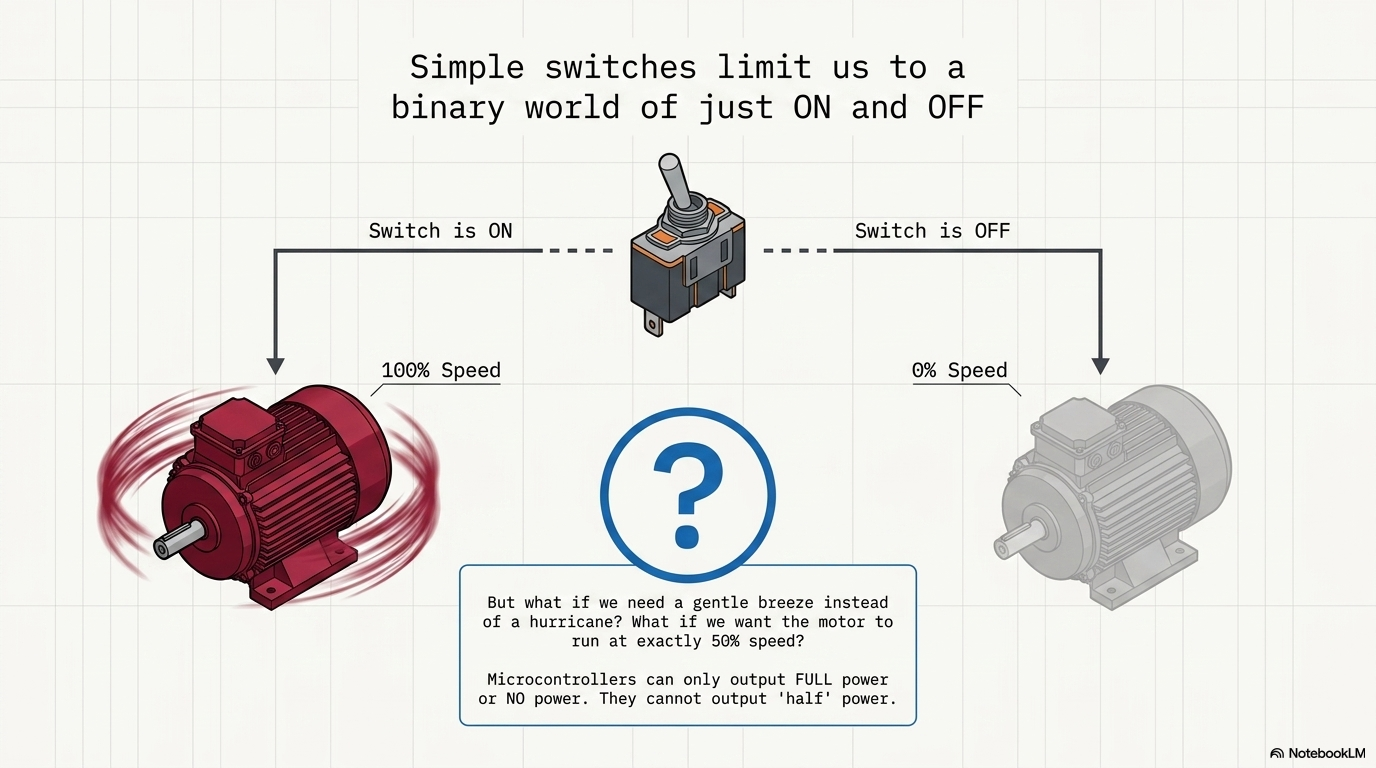 Simple switches limit us to a
binary world of just ON and OFF
Switch is ON
Switch is OFF
100% Speed
0% Speed
?
But what if we need a gentle breeze instead
of a hurricane? What if we want the motor to
run at exactly 50% speed?
Microcontrollers can only output FULL power
or NO power. They cannot output 'half' power.
NotebookLM